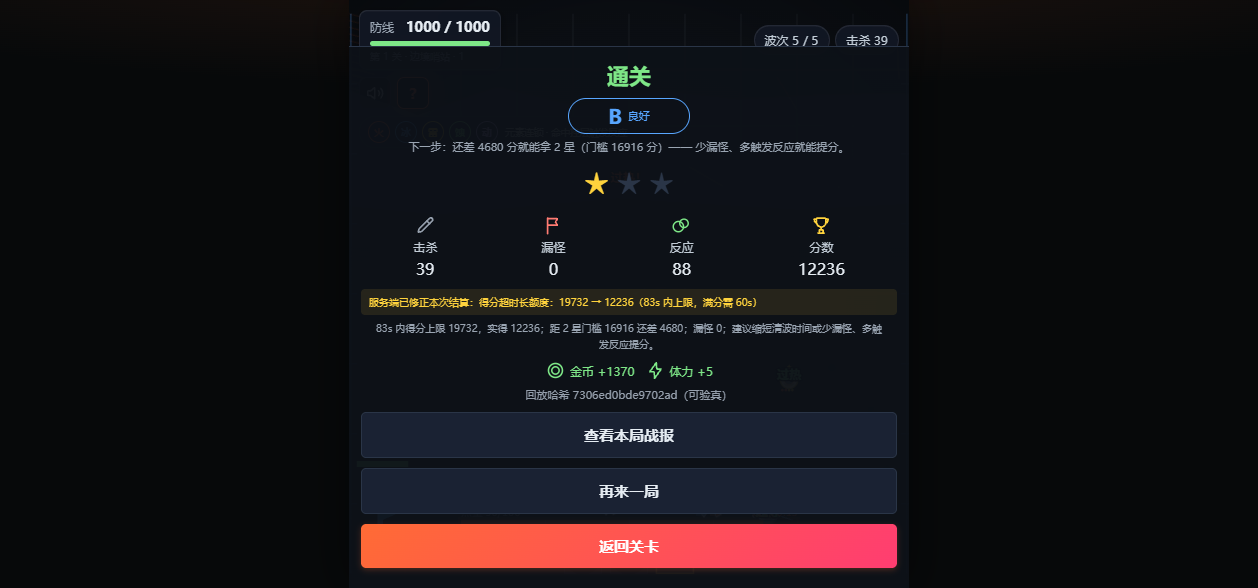 防线 1000 / 1000
波次 5 / 5 击杀 39
通关
B 良好
下一步：还差 4680 分就能拿 2 星（门槛 16916 分）—— 少漏怪、多触发反应就能提分。
击杀 漏怪 反应 分数
39 0 88 12236
服务端已修正本次结算：得分超时长额度：19732 → 12236（83s 内上限，满分需 60s）
83s 内得分上限 19732，实得 12236；距 2 星门槛 16916 还差 4680；漏怪 0；建议缩短清波时间或少漏怪、多触
发反应提分。
金币 +1370 体力 +5
回放哈希 7306ed0bde9702ad（可验真）
查看本局战报
再来一局
返回关卡